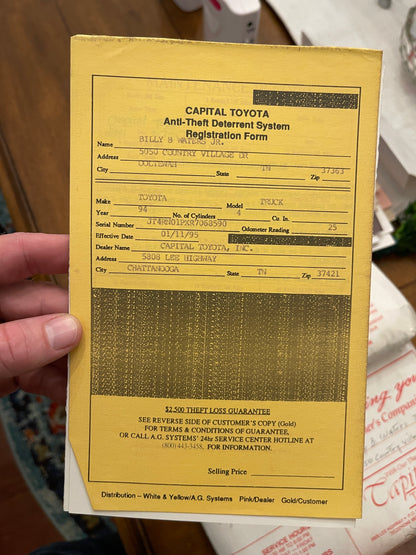 MAINTENANCE
CAPITAL TOYOTA
Anti-Theft Deterrent System
Registration Form
Name BILLY B WATERS JR.
Address 5050 COUNTRY VILLAGE DR
City OOLTEWAH State TN Zip 37363
Make TOYOTA Model TRUCK
Year 94 No. of Cylinders 4 Cu. In.
Serial Number JT4RN01PXR7068590 Odometer Reading 25
Effective Date 01/11/95
Dealer Name CAPITAL TOYOTA, INC.
Address 5808 LEE HIGHWAY
City CHATTANOOGA State TN Zip 37421
$2,500 THEFT LOSS GUARANTEE
SEE REVERSE SIDE OF CUSTOMER'S COPY (Gold)
FOR TERMS & CONDITIONS OF GUARANTEE,
OR CALL A.G. SYSTEMS' 24hr SERVICE CENTER HOTLINE AT
(800) 443-3458. FOR INFORMATION.
Selling Price
Distribution -- White & Yellow/A.G. Systems Pink/Dealer Gold/Customer
SERVICE HOURS